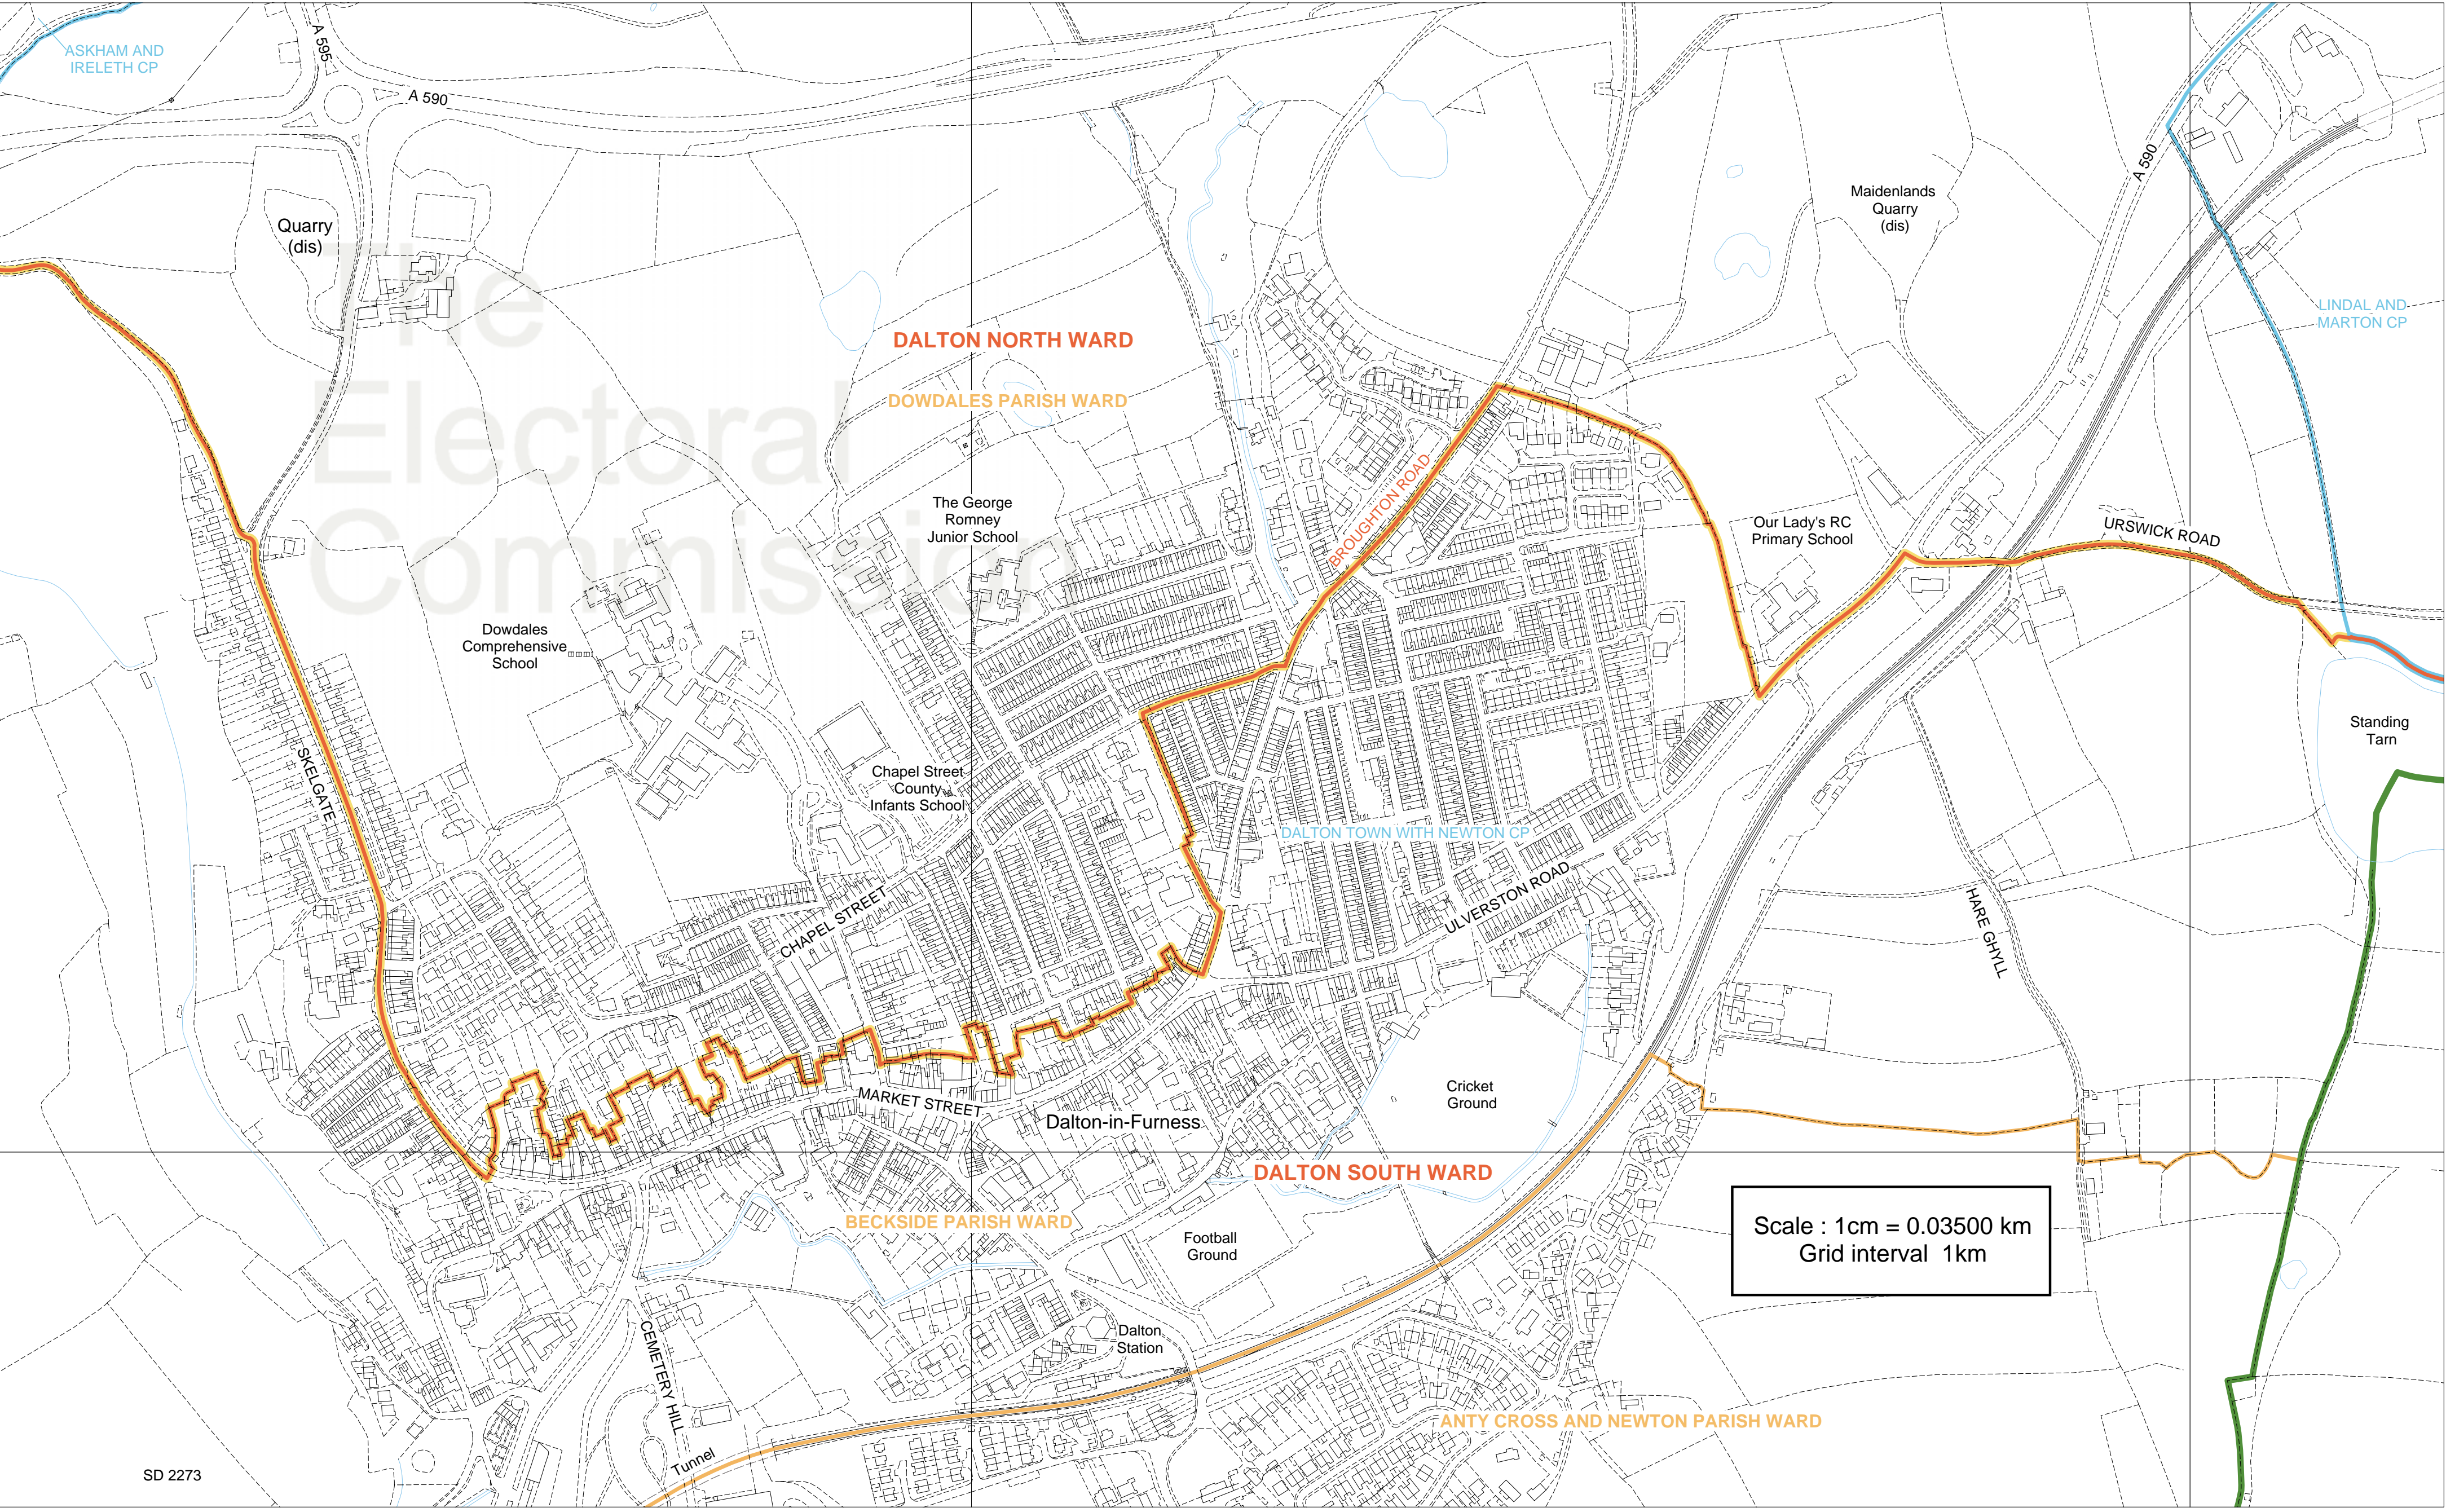 ASKHAM AND
IRELETH CP
A 595
A 590
A 590
Quarry
(dis)
Maidenlands
Quarry
(dis)
The
Electoral
Commission
LINDAL AND
MARTON CP
DALTON NORTH WARD
DOWDALES PARISH WARD
BROUGHTON ROAD
The George
Romney
Junior School
Our Lady's RC
Primary School
URSWICK ROAD
Dowdales
Comprehensive
School
SKELGATE
Standing
Tarn
Chapel Street
County
Infants School
DALTON TOWN WITH NEWTON CP
CHAPEL STREET
ULVERSTON ROAD
HARE GHYLL
MARKET STREET
Cricket
Ground
Dalton-in-Furness
DALTON SOUTH WARD
BECKSIDE PARISH WARD
Football
Ground
Scale : 1cm = 0.03500 km
Grid interval 1km
CEMETERY HILL
Dalton
Station
ANTY CROSS AND NEWTON PARISH WARD
Tunnel
SD 2273